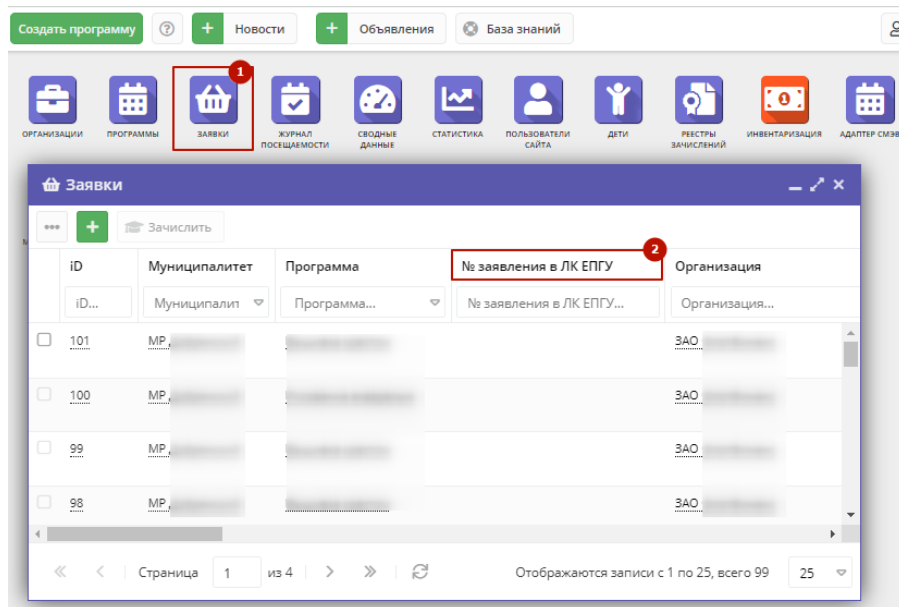 Создать программу ? + Новости + Объявления База знаний
1
ОРГАНИЗАЦИИ ПРОГРАММЫ ЗАЯВКИ ЖУРНАЛ ПОСЕЩАЕМОСТИ СВОДНЫЕ ДАННЫЕ СТАТИСТИКА ПОЛЬЗОВАТЕЛИ САЙТА ДЕТИ РЕЕСТРЫ ЗАЧИСЛЕНИЙ ИНВЕНТАРИЗАЦИЯ АДАПТЕР СМЭВ
Заявки
... + Зачислить
2
iD Муниципалитет Программа № заявления в ЛК ЕПГУ Организация
iD... Муниципалит Программа... № заявления в ЛК ЕПГУ... Организация...
101 МР ЗАО
100 МР ЗАО
99 МР ЗАО
98 МР ЗАО
Страница 1 из 4 Отображаются записи с 1 по 25, всего 99 25